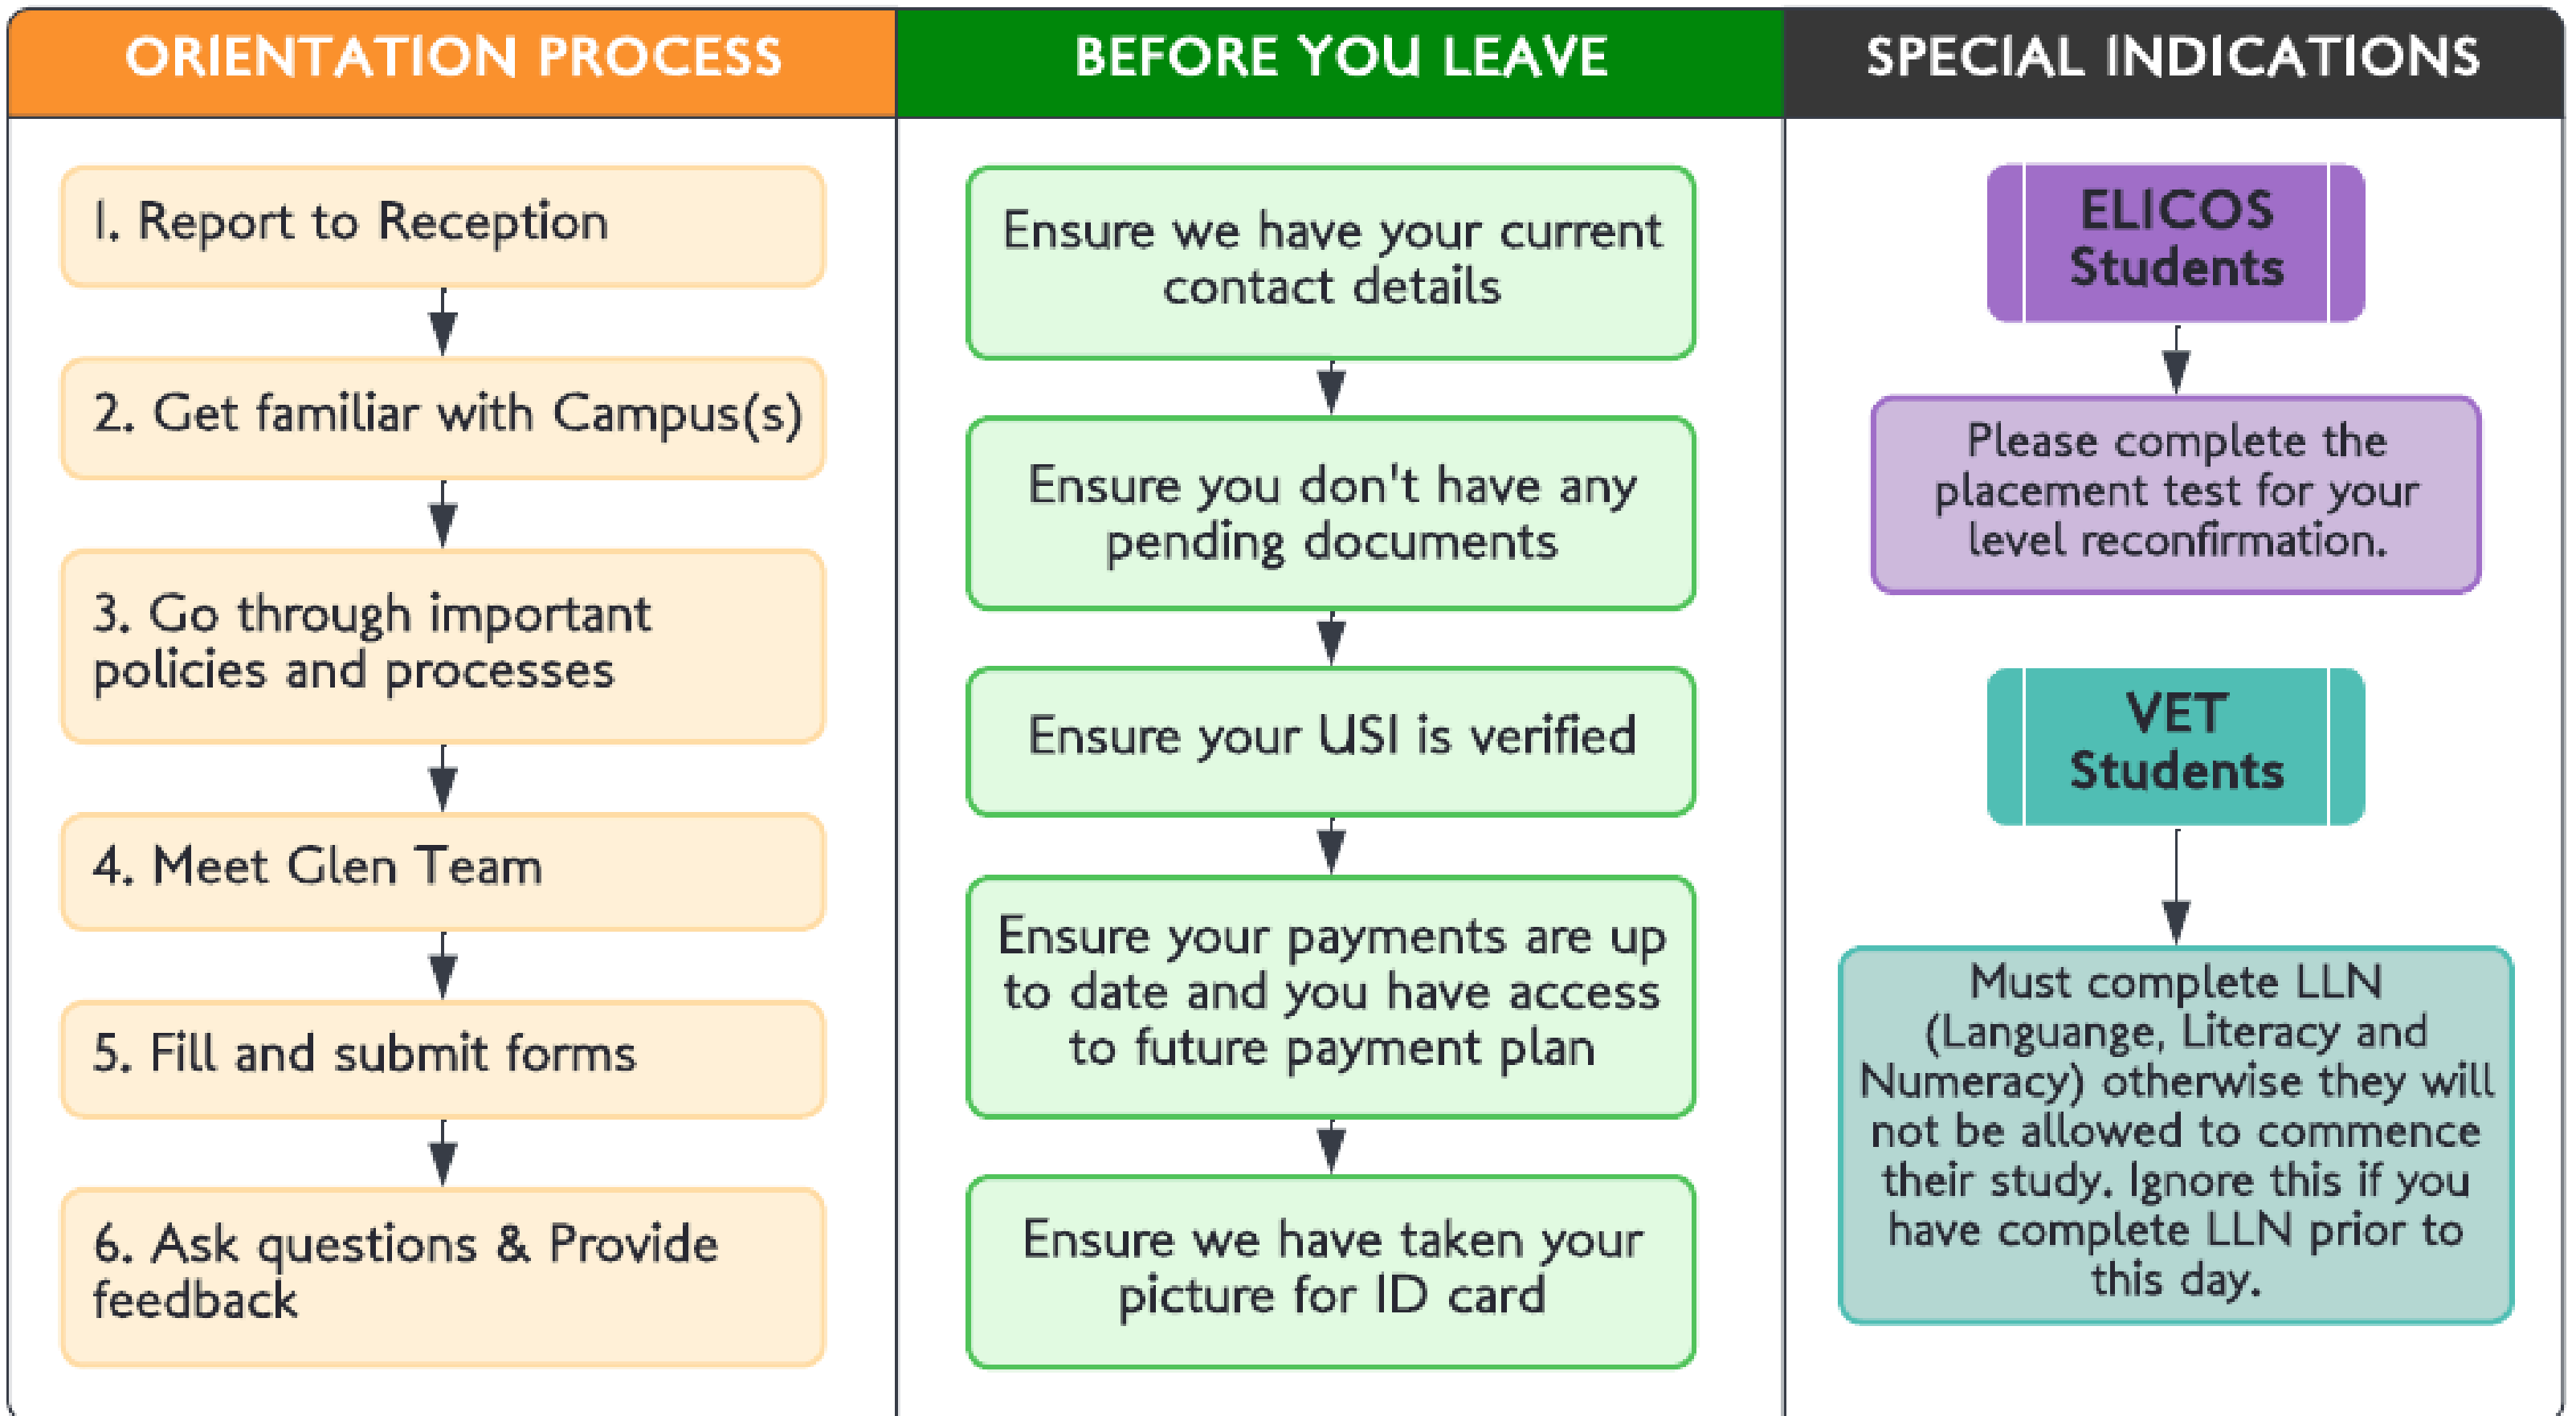 ORIENTATION PROCESS
1. Report to Reception
2. Get familiar with Campus(s)
3. Go through important
policies and processes
4. Meet Glen Team
5. Fill and submit forms
6. Ask questions & Provide
feedback
BEFORE YOU LEAVE
Ensure we have your current
contact details
Ensure you don't have any
pending documents
Ensure your USI is verified
Ensure your payments are up
to date and you have access
to future payment plan
Ensure we have taken your
picture for ID card
SPECIAL INDICATIONS
ELICOS
Students
Please complete the
placement test for your
level reconfirmation.
VET
Students
Must complete LLN
(Languange, Literacy and
Numeracy) otherwise they will
not be allowed to commence
their study. Ignore this if you
have complete LLN prior to
this day.